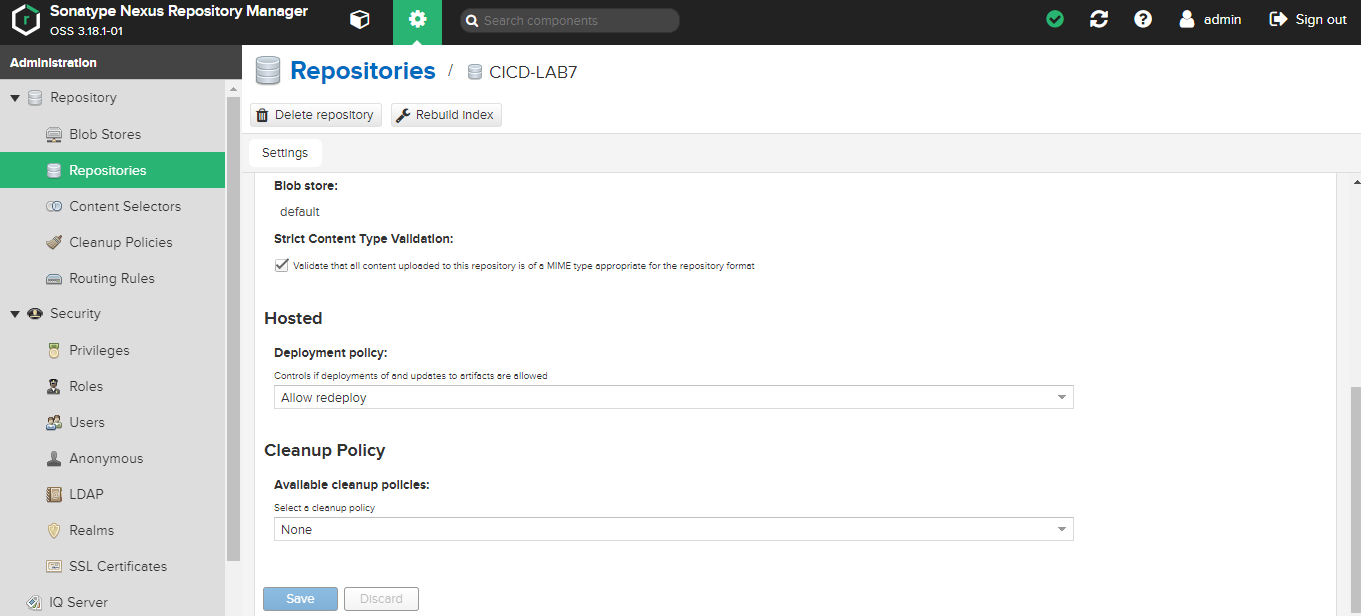 Sonatype Nexus Repository Manager
OSS 3.18.1-01
Search components
admin
Sign out
Administration
Repository
Blob Stores
Repositories
Content Selectors
Cleanup Policies
Routing Rules
Security
Privileges
Roles
Users
Anonymous
LDAP
Realms
SSL Certificates
IQ Server
Repositories / CICD-LAB7
Delete repository
Rebuild index
Settings
Blob store:
default
Strict Content Type Validation:
Validate that all content uploaded to this repository is of a MIME type appropriate for the repository format
Hosted
Deployment policy:
Controls if deployments of and updates to artifacts are allowed
Allow redeploy
Cleanup Policy
Available cleanup policies:
Select a cleanup policy
None
Save
Discard